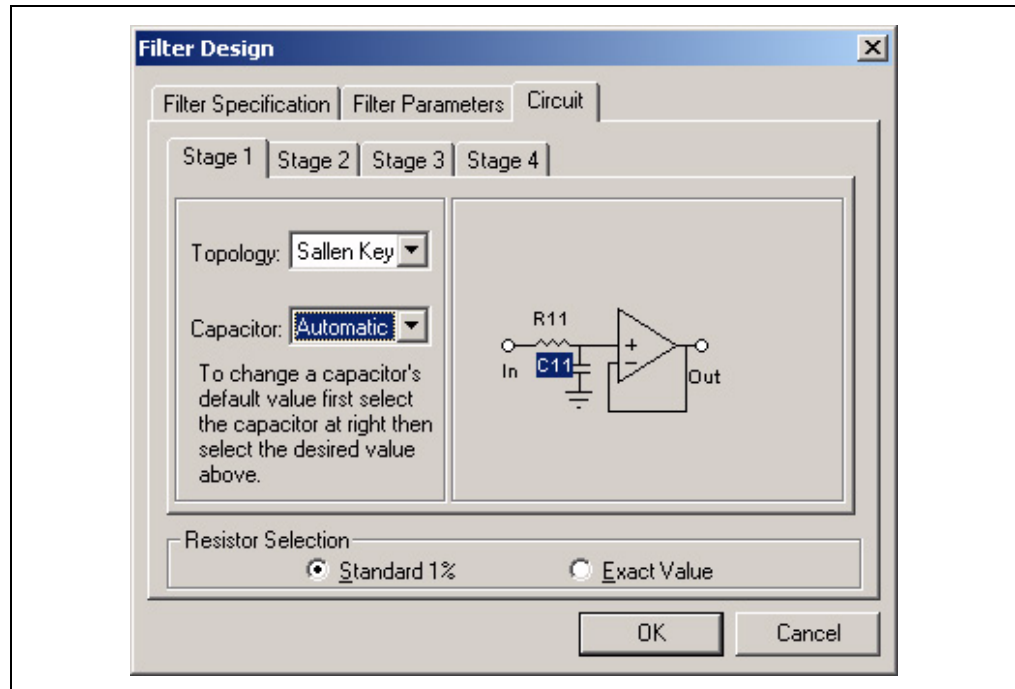 Filter Design
Filter Specification
Filter Parameters
Circuit
Stage 1
Stage 2
Stage 3
Stage 4
Topology: Sallen Key
Capacitor: Automatic
To change a capacitor's
default value first select
the capacitor at right then
select the desired value
above.
R11
C11
In
+
−
Out
Resistor Selection
Standard 1%
Exact Value
OK
Cancel